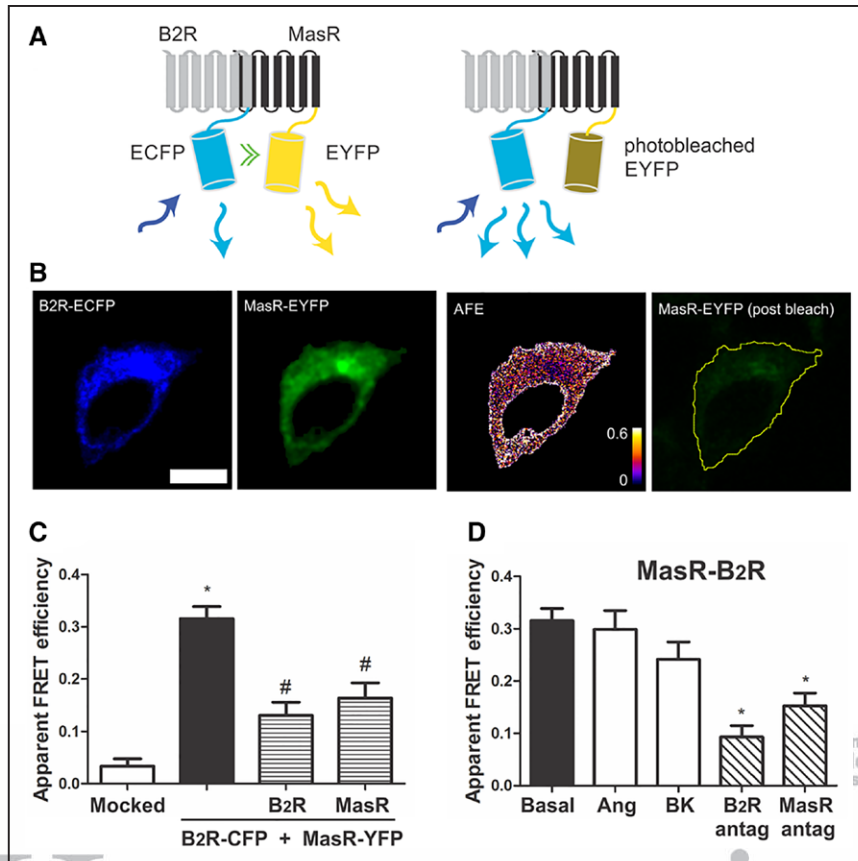 A
B2R MasR
ECFP EYFP
photobleached
EYFP
B
B2R-ECFP
MasR-EYFP
AFE
0.6
0
MasR-EYFP (post bleach)
C
Apparent FRET efficiency
0.4
0.3
0.2
0.1
0.0
*
#
#
Mocked
B2R MasR
B2R-CFP + MasR-YFP
D
MasR-B2R
Apparent FRET efficiency
0.4
0.3
0.2
0.1
0.0
*
*
Basal Ang BK B2R MasR
antag antag